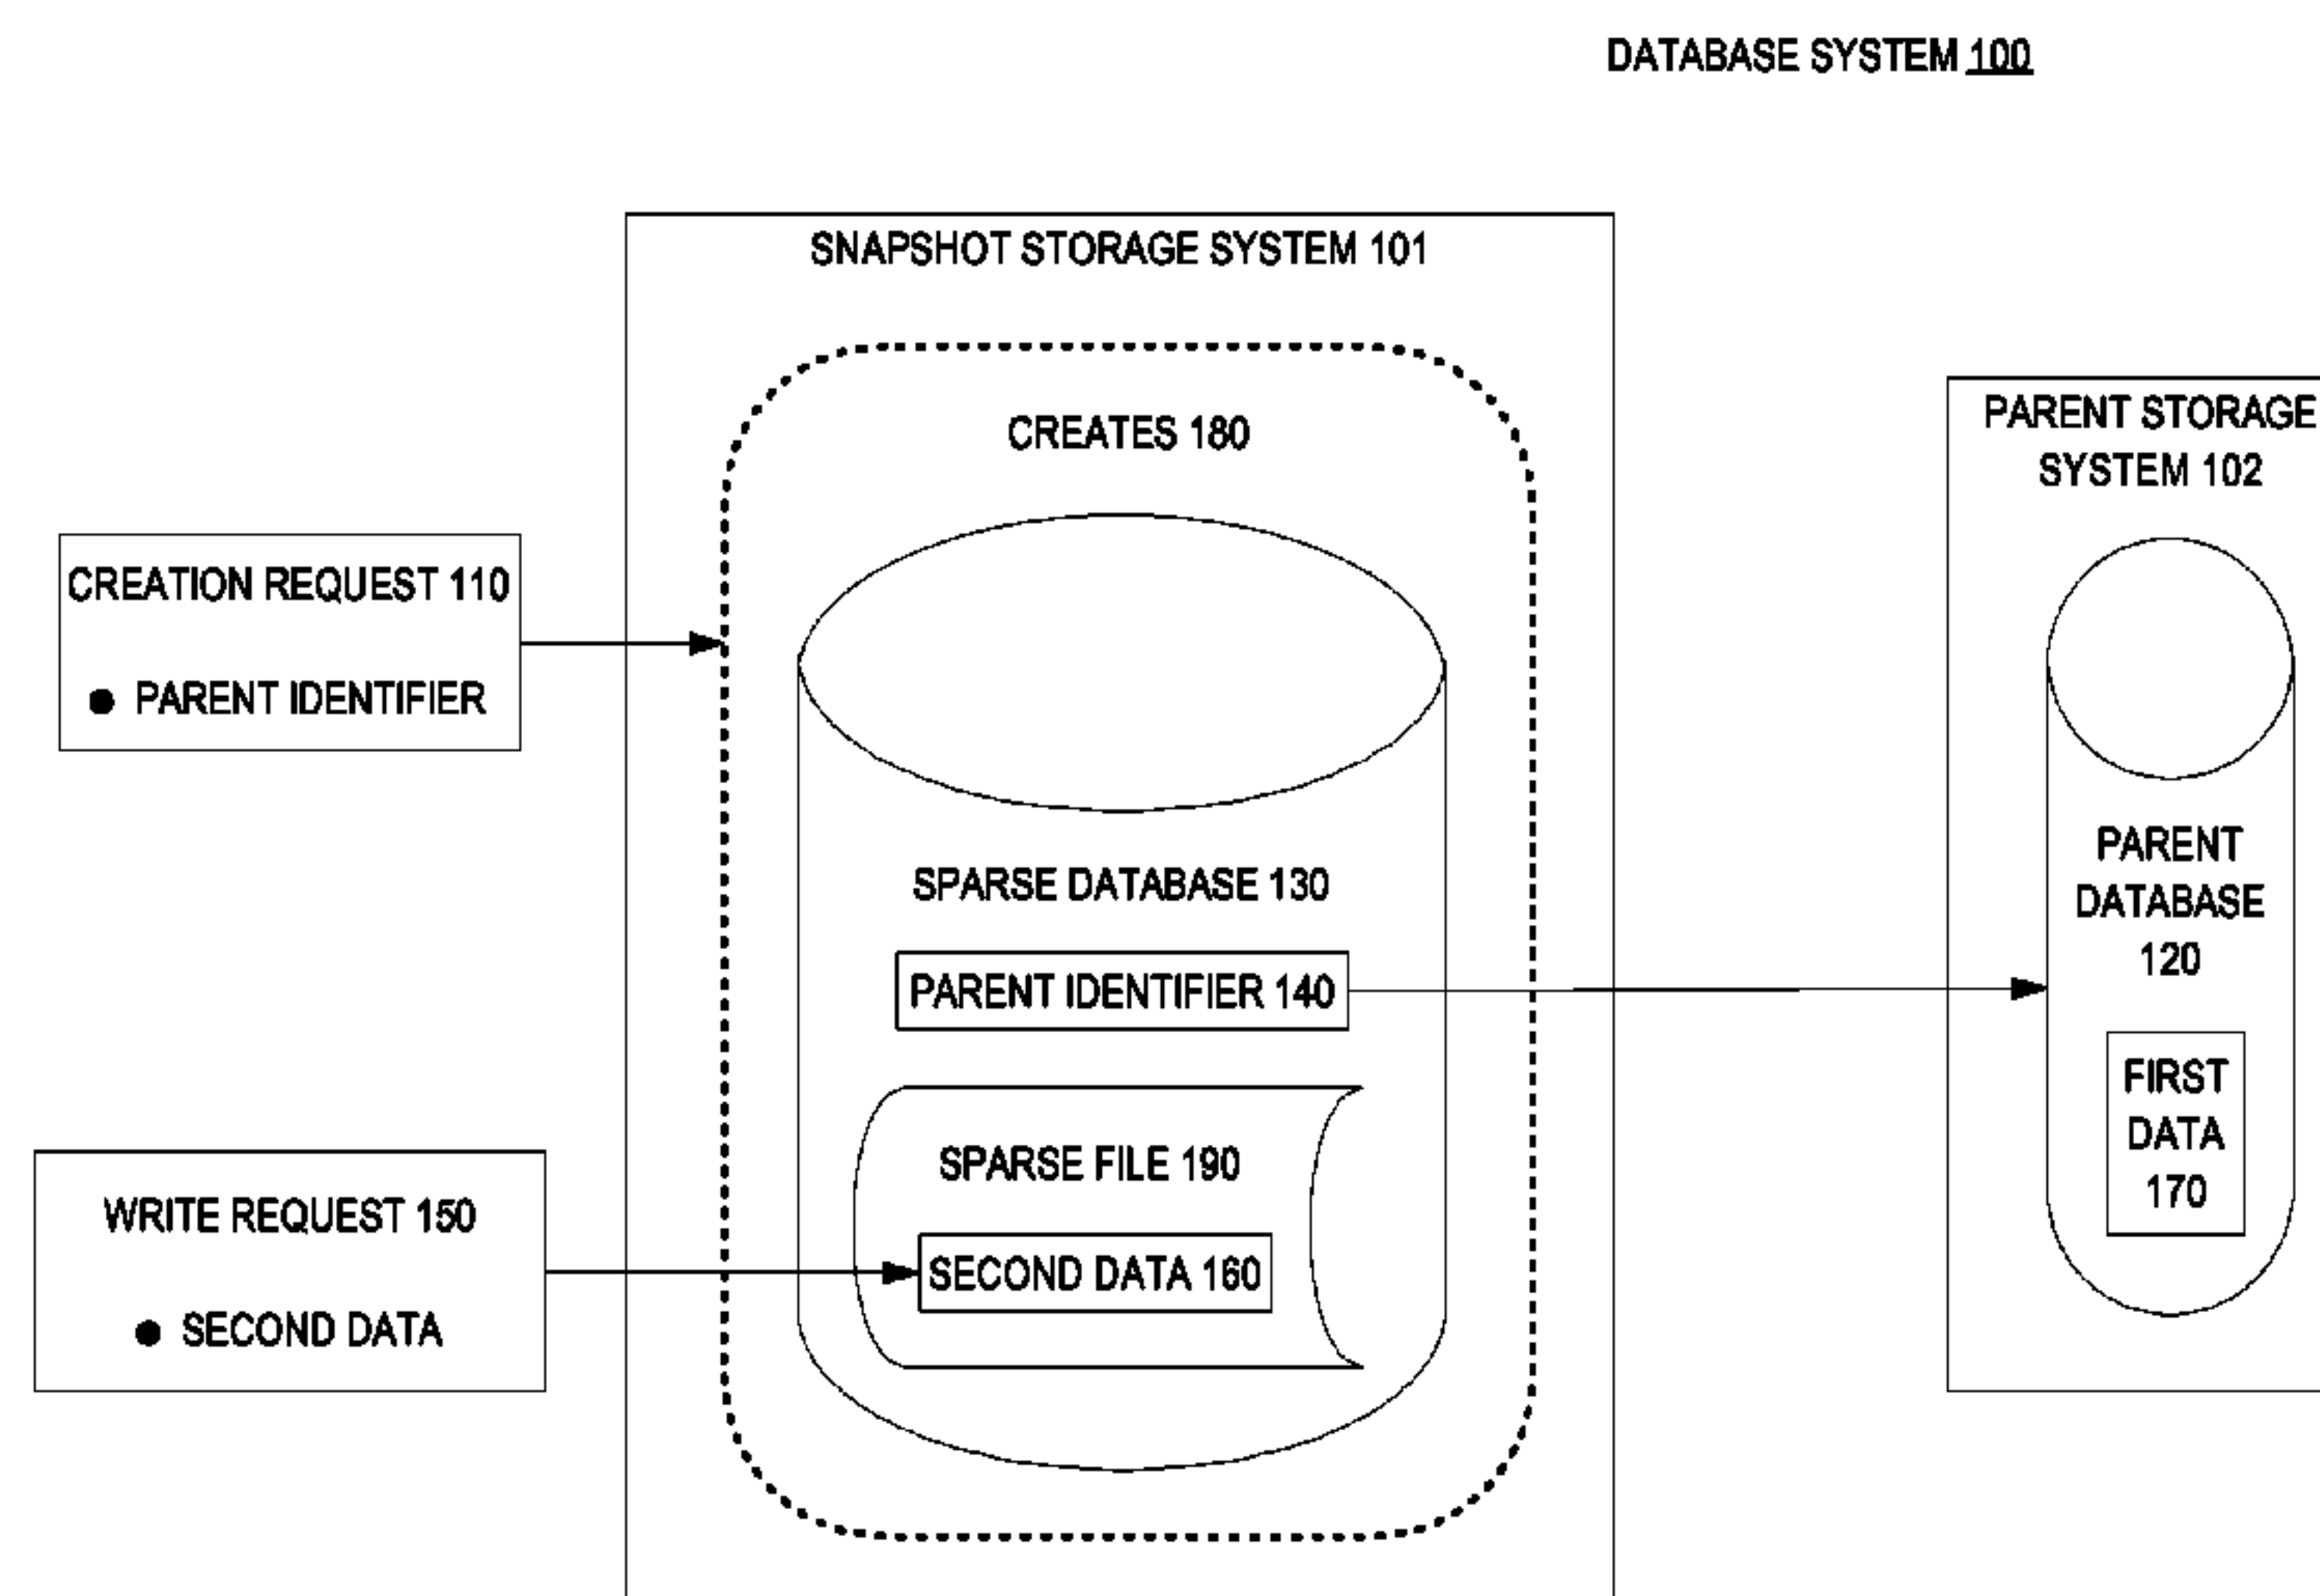 DATABASE SYSTEM 100
SNAPSHOT STORAGE SYSTEM 101
CREATES 180
CREATION REQUEST 110
● PARENT IDENTIFIER
SPARSE DATABASE 130
PARENT IDENTIFIER 140
SPARSE FILE 190
SECOND DATA 160
WRITE REQUEST 150
● SECOND DATA
PARENT STORAGE
SYSTEM 102
PARENT
DATABASE
120
FIRST
DATA
170